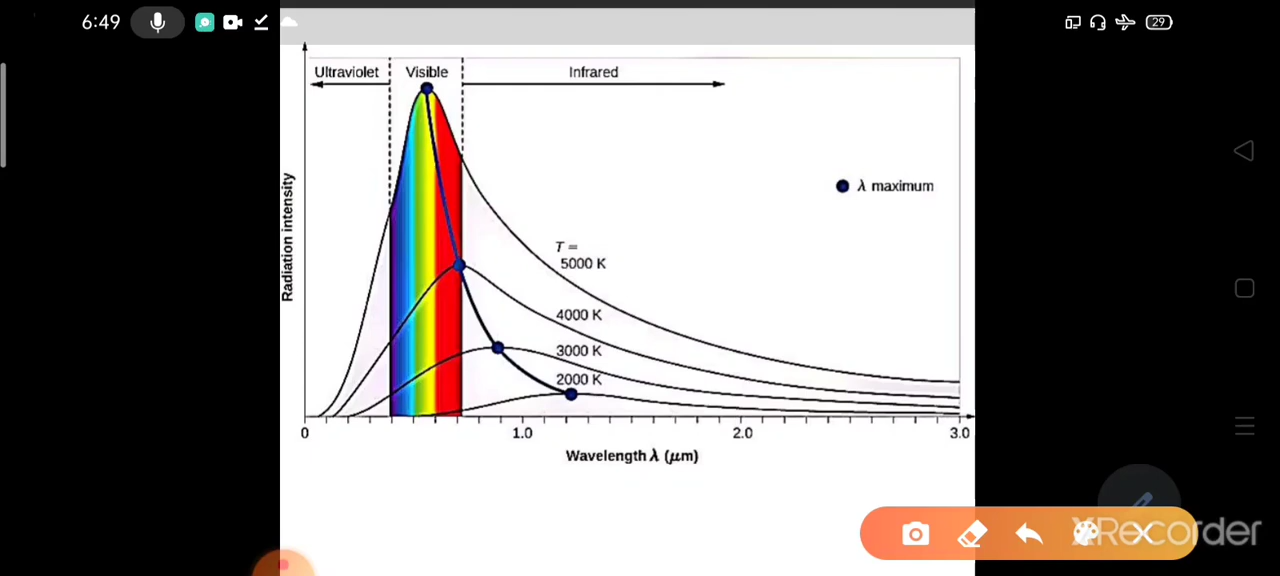 6:49
29
Ultraviolet
Visible
Infrared
λ maximum
Radiation intensity
T =
5000 K
4000 K
3000 K
2000 K
0
1.0
2.0
3.0
Wavelength λ (μm)
XRecorder